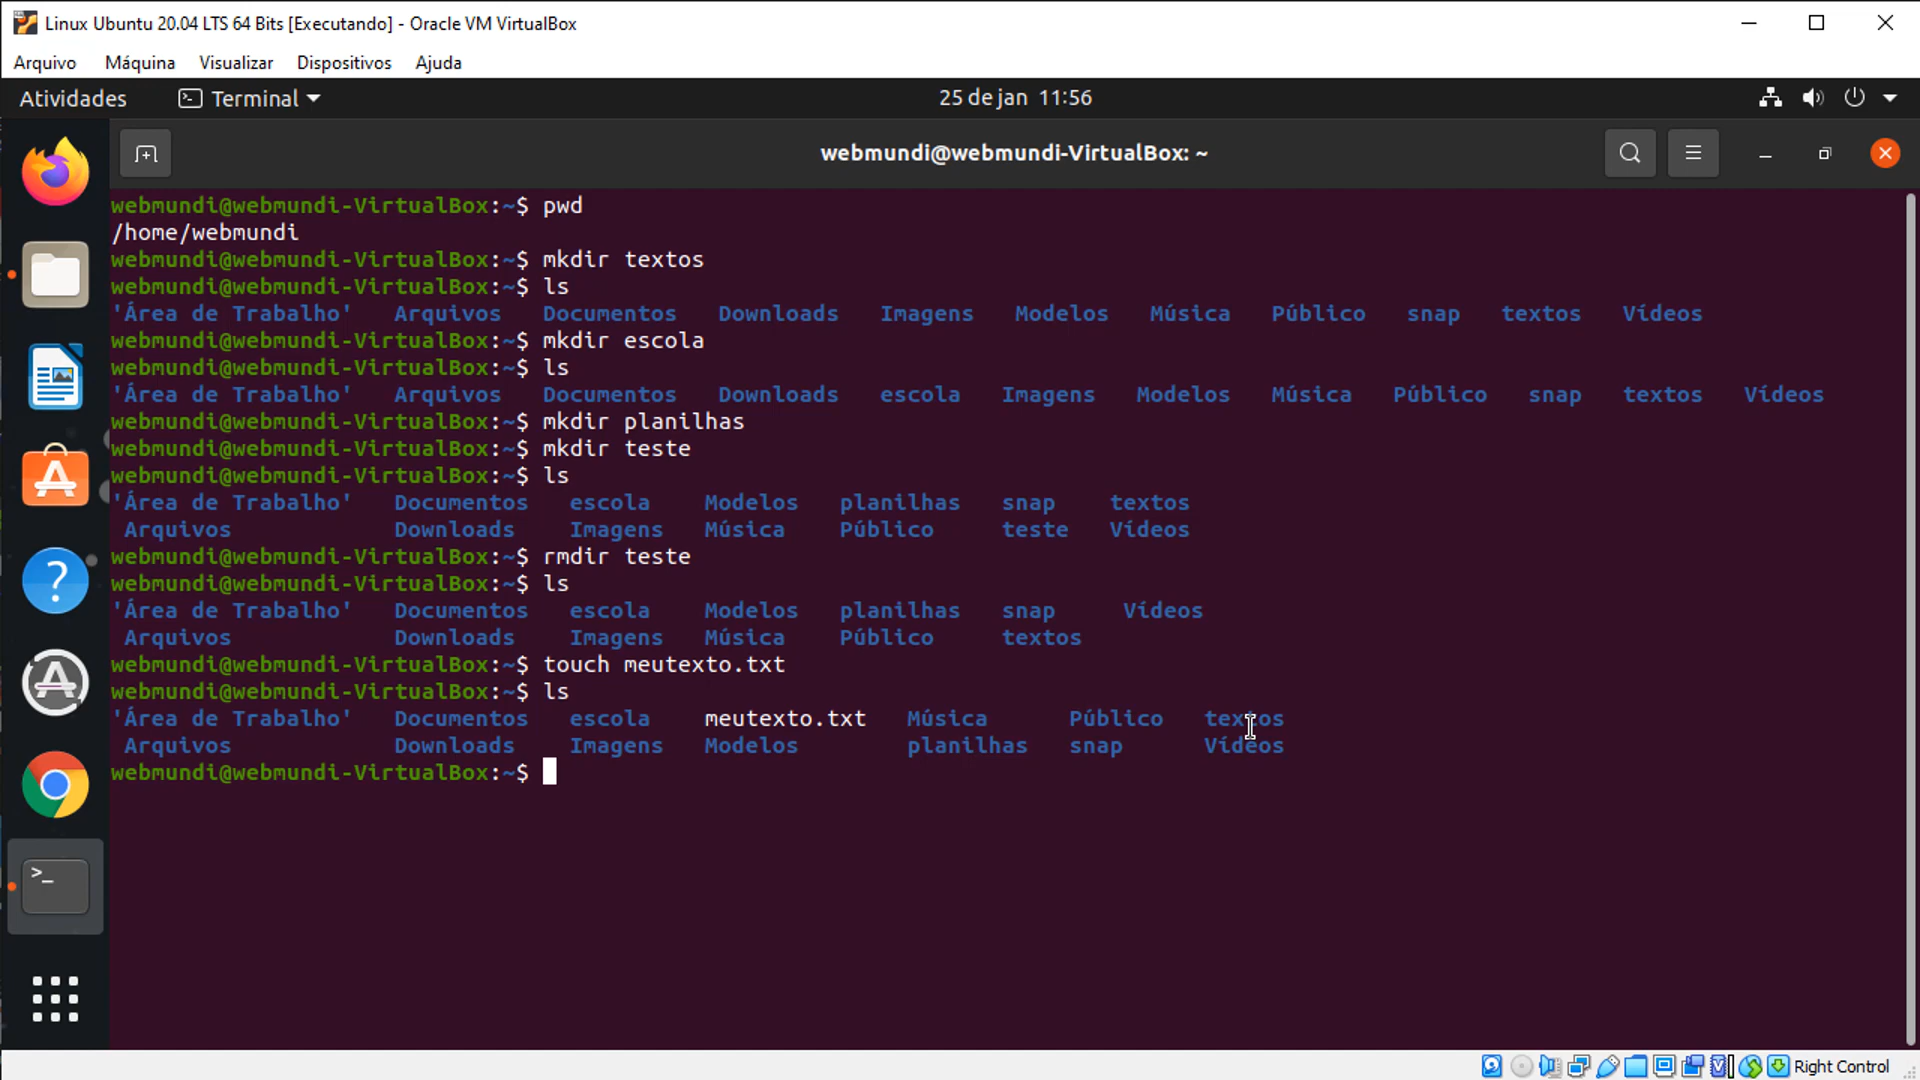 Linux Ubuntu 20.04 LTS 64 Bits [Executando] - Oracle VM VirtualBox
Arquivo Máquina Visualizar Dispositivos Ajuda
Atividades Terminal 25 de jan 11:56
webmundi@webmundi-VirtualBox: ~
webmundi@webmundi-VirtualBox:~$ pwd
/home/webmundi
webmundi@webmundi-VirtualBox:~$ mkdir textos
webmundi@webmundi-VirtualBox:~$ ls
'Área de Trabalho' Arquivos Documentos Downloads Imagens Modelos Música Público snap textos Vídeos
webmundi@webmundi-VirtualBox:~$ mkdir escola
webmundi@webmundi-VirtualBox:~$ ls
'Área de Trabalho' Arquivos Documentos Downloads escola Imagens Modelos Música Público snap textos Vídeos
webmundi@webmundi-VirtualBox:~$ mkdir planilhas
webmundi@webmundi-VirtualBox:~$ mkdir teste
webmundi@webmundi-VirtualBox:~$ ls
'Área de Trabalho' Documentos escola Modelos planilhas snap textos
Arquivos Downloads Imagens Música Público teste Vídeos
webmundi@webmundi-VirtualBox:~$ rmdir teste
webmundi@webmundi-VirtualBox:~$ ls
'Área de Trabalho' Documentos escola Modelos planilhas snap Vídeos
Arquivos Downloads Imagens Música Público textos
webmundi@webmundi-VirtualBox:~$ touch meutexto.txt
webmundi@webmundi-VirtualBox:~$ ls
'Área de Trabalho' Documentos escola meutexto.txt Música Público textos
Arquivos Downloads Imagens Modelos planilhas snap Vídeos
webmundi@webmundi-VirtualBox:~$
Right Control